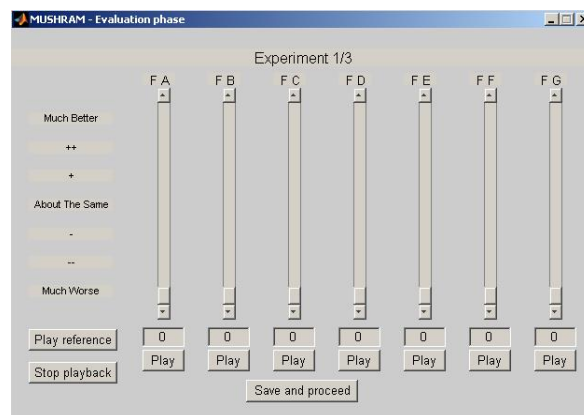 MUSHRAM - Evaluation phase
Experiment 1/3
F A F B F C F D F E F F F G
Much Better
++
+
About The Same
-
--
Much Worse
Play reference 0 0 0 0 0 0 0
Stop playback Play Play Play Play Play Play Play
Save and proceed